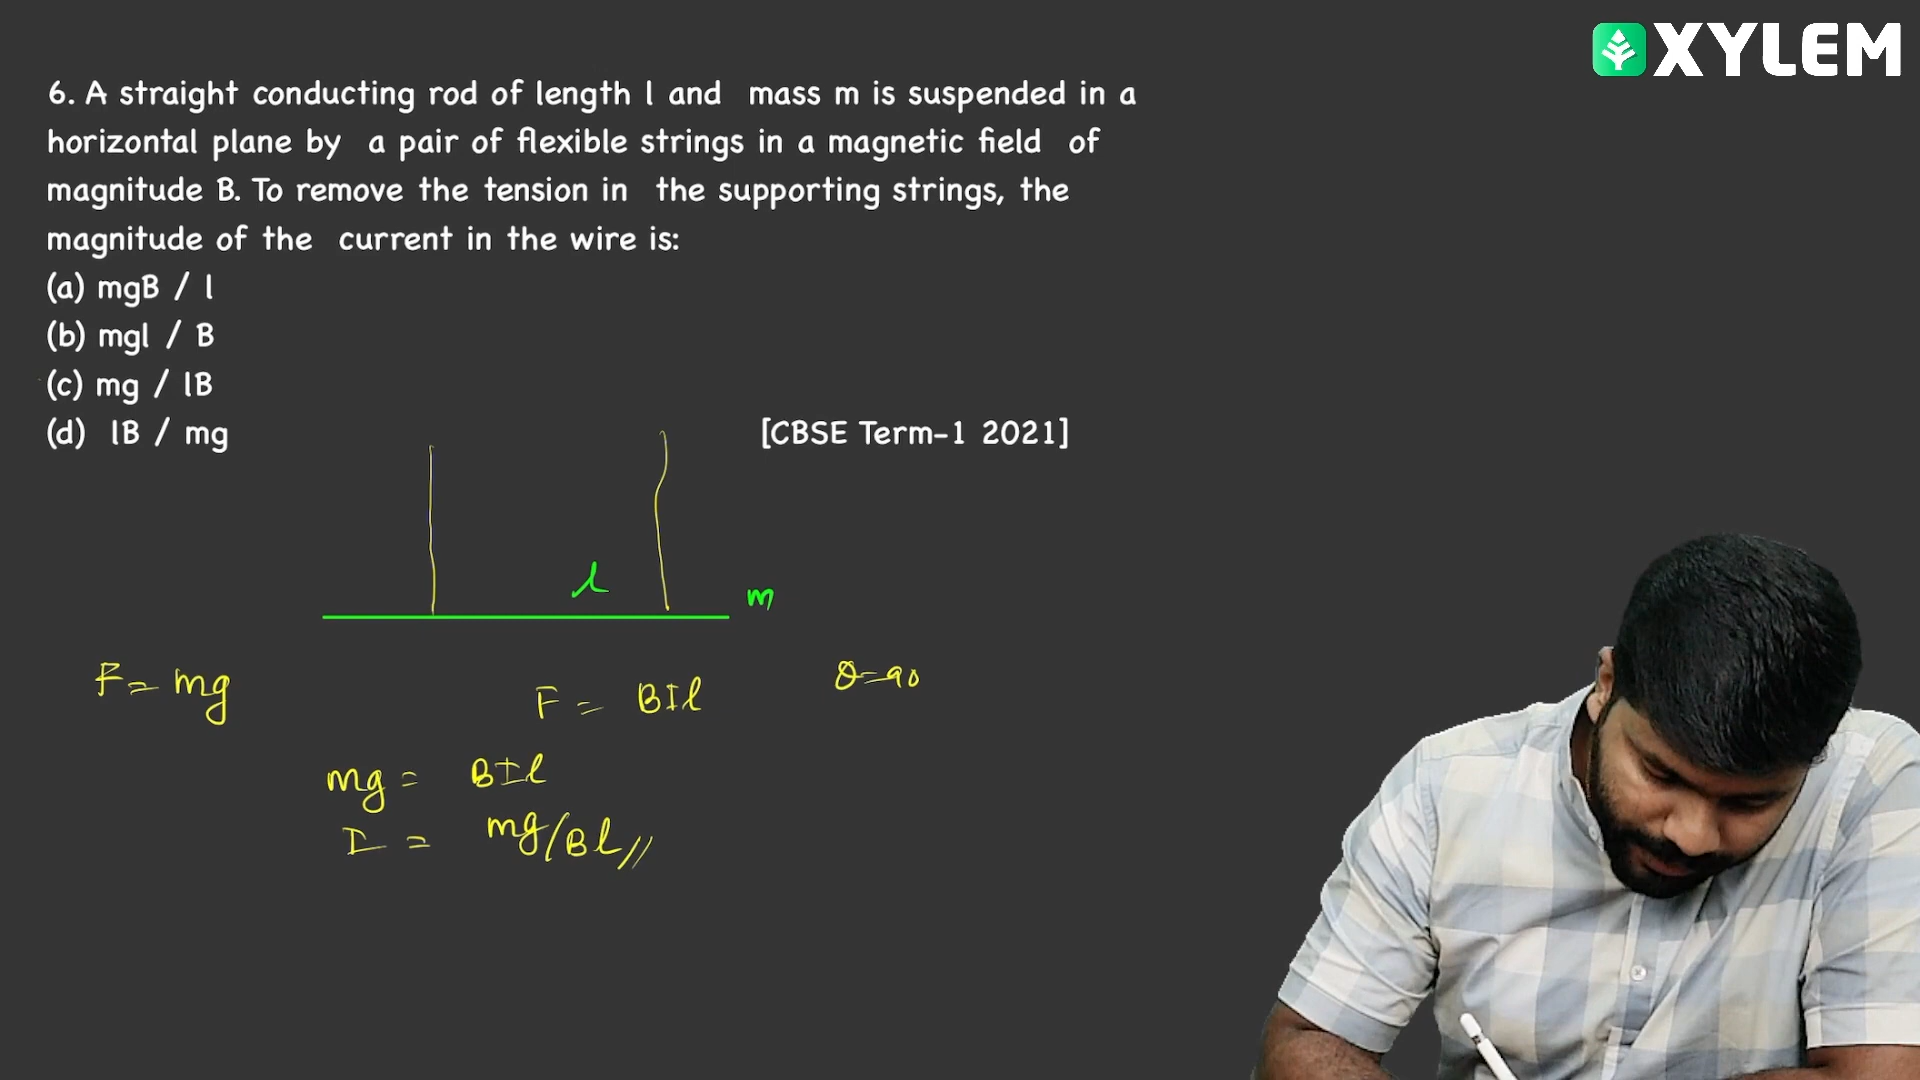 XYLEM
6. A straight conducting rod of length l and mass m is suspended in a
horizontal plane by a pair of flexible strings in a magnetic field of
magnitude B. To remove the tension in the supporting strings, the
magnitude of the current in the wire is:
(a) mgB / l
(b) mgl / B
(c) mg / lB
(d) lB / mg
[CBSE Term-1 2021]
l
m
F = mg
F = BIl
θ=90
mg = BIl
I = mg/Bl//